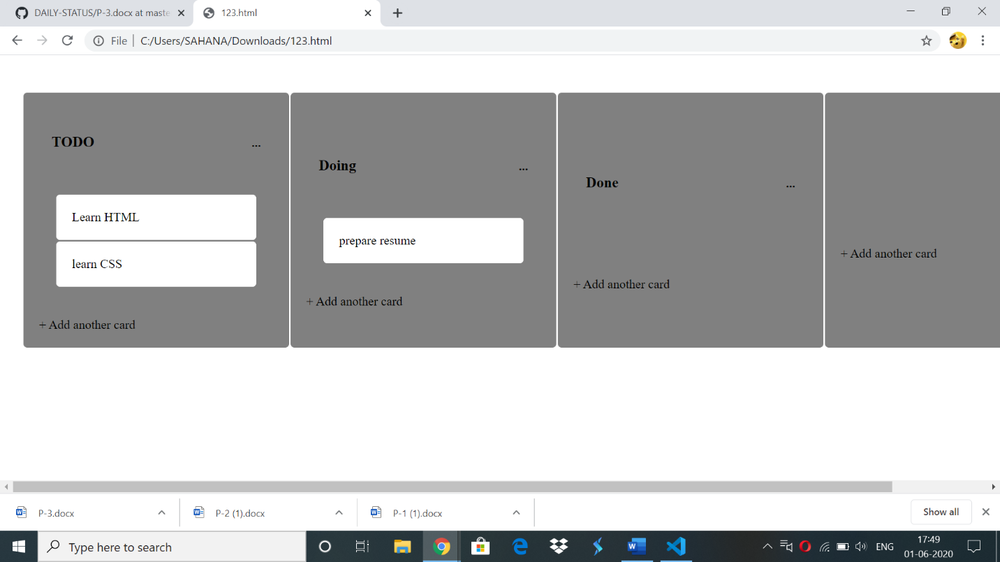 DAILY-STATUS/P-3.docx at maste
123.html
File
C:/Users/SAHANA/Downloads/123.html
TODO
...
Learn HTML
learn CSS
+ Add another card
Doing
...
prepare resume
+ Add another card
Done
...
+ Add another card
+ Add another card
P-3.docx
P-2 (1).docx
P-1 (1).docx
Show all
Type here to search
ENG
17:49
01-06-2020